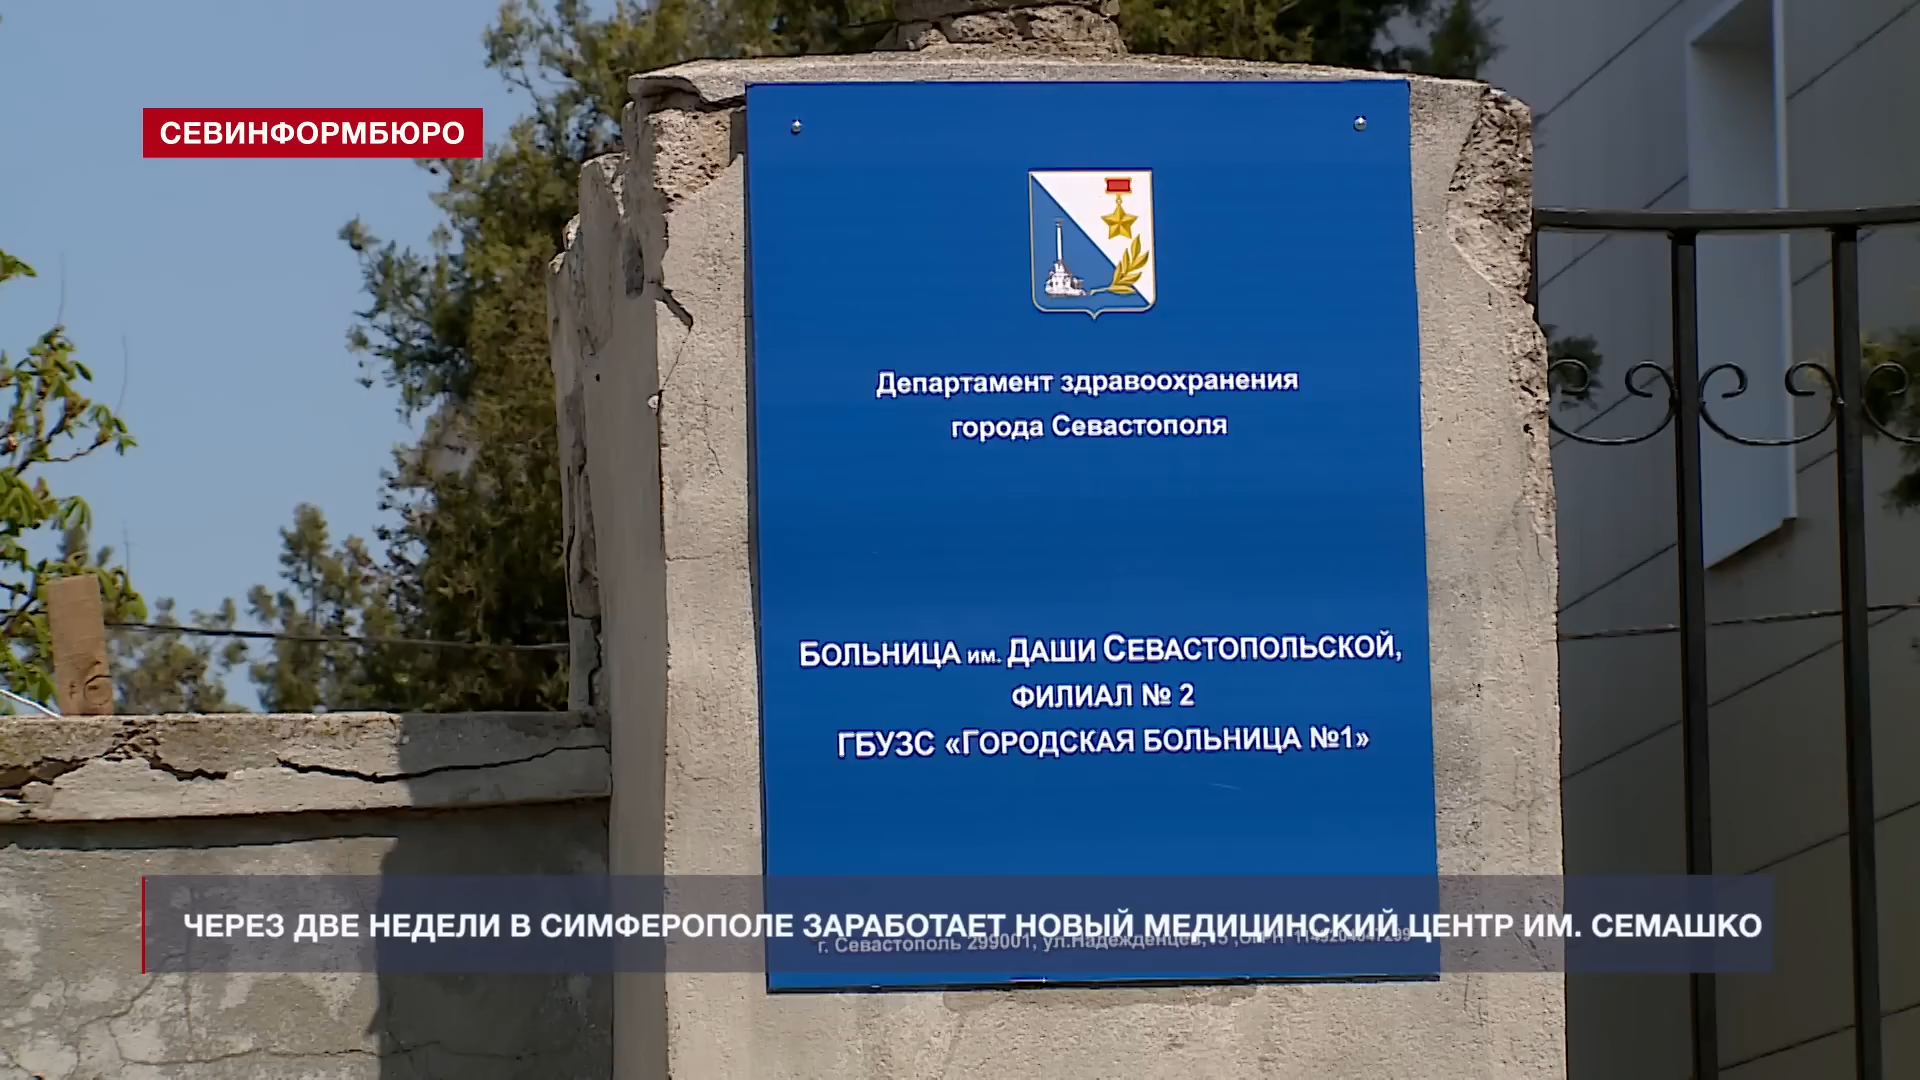 СЕВИНФОРМБЮРО
Департамент здравоохранения
города Севастополя
БОЛЬНИЦА им. ДАШИ СЕВАСТОПОЛЬСКОЙ,
ФИЛИАЛ № 2
ГБУЗС «ГОРОДСКАЯ БОЛЬНИЦА №1»
ЧЕРЕЗ ДВЕ НЕДЕЛИ В СИМФЕРОПОЛЕ ЗАРАБОТАЕТ НОВЫЙ МЕДИЦИНСКИЙ ЦЕНТР ИМ. СЕМАШКО
г. Севастополь 299001, ул.Надежденцев,